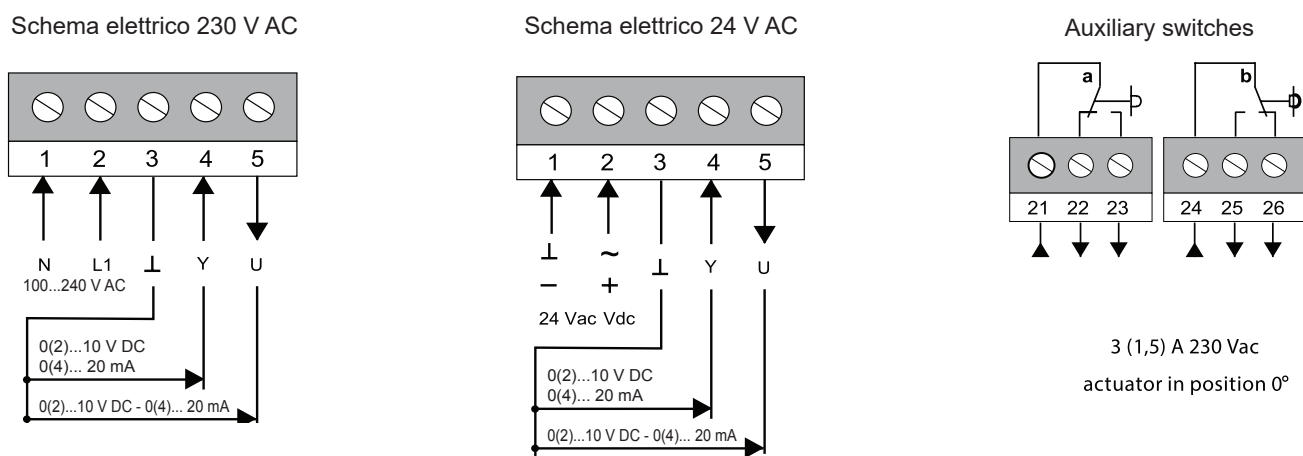 Schema elettrico 230 V AC
1 2 3 4 5
N L1 ⊥ Y U
100...240 V AC
0(2)...10 V DC
0(4)... 20 mA
0(2)...10 V DC - 0(4)... 20 mA
Schema elettrico 24 V AC
1 2 3 4 5
⊥ ~ ⊥ Y U
− +
24 Vac Vdc
0(2)...10 V DC
0(4)... 20 mA
0(2)...10 V DC - 0(4)... 20 mA
Auxiliary switches
a b
21 22 23 24 25 26
3 (1,5) A 230 Vac
actuator in position 0°